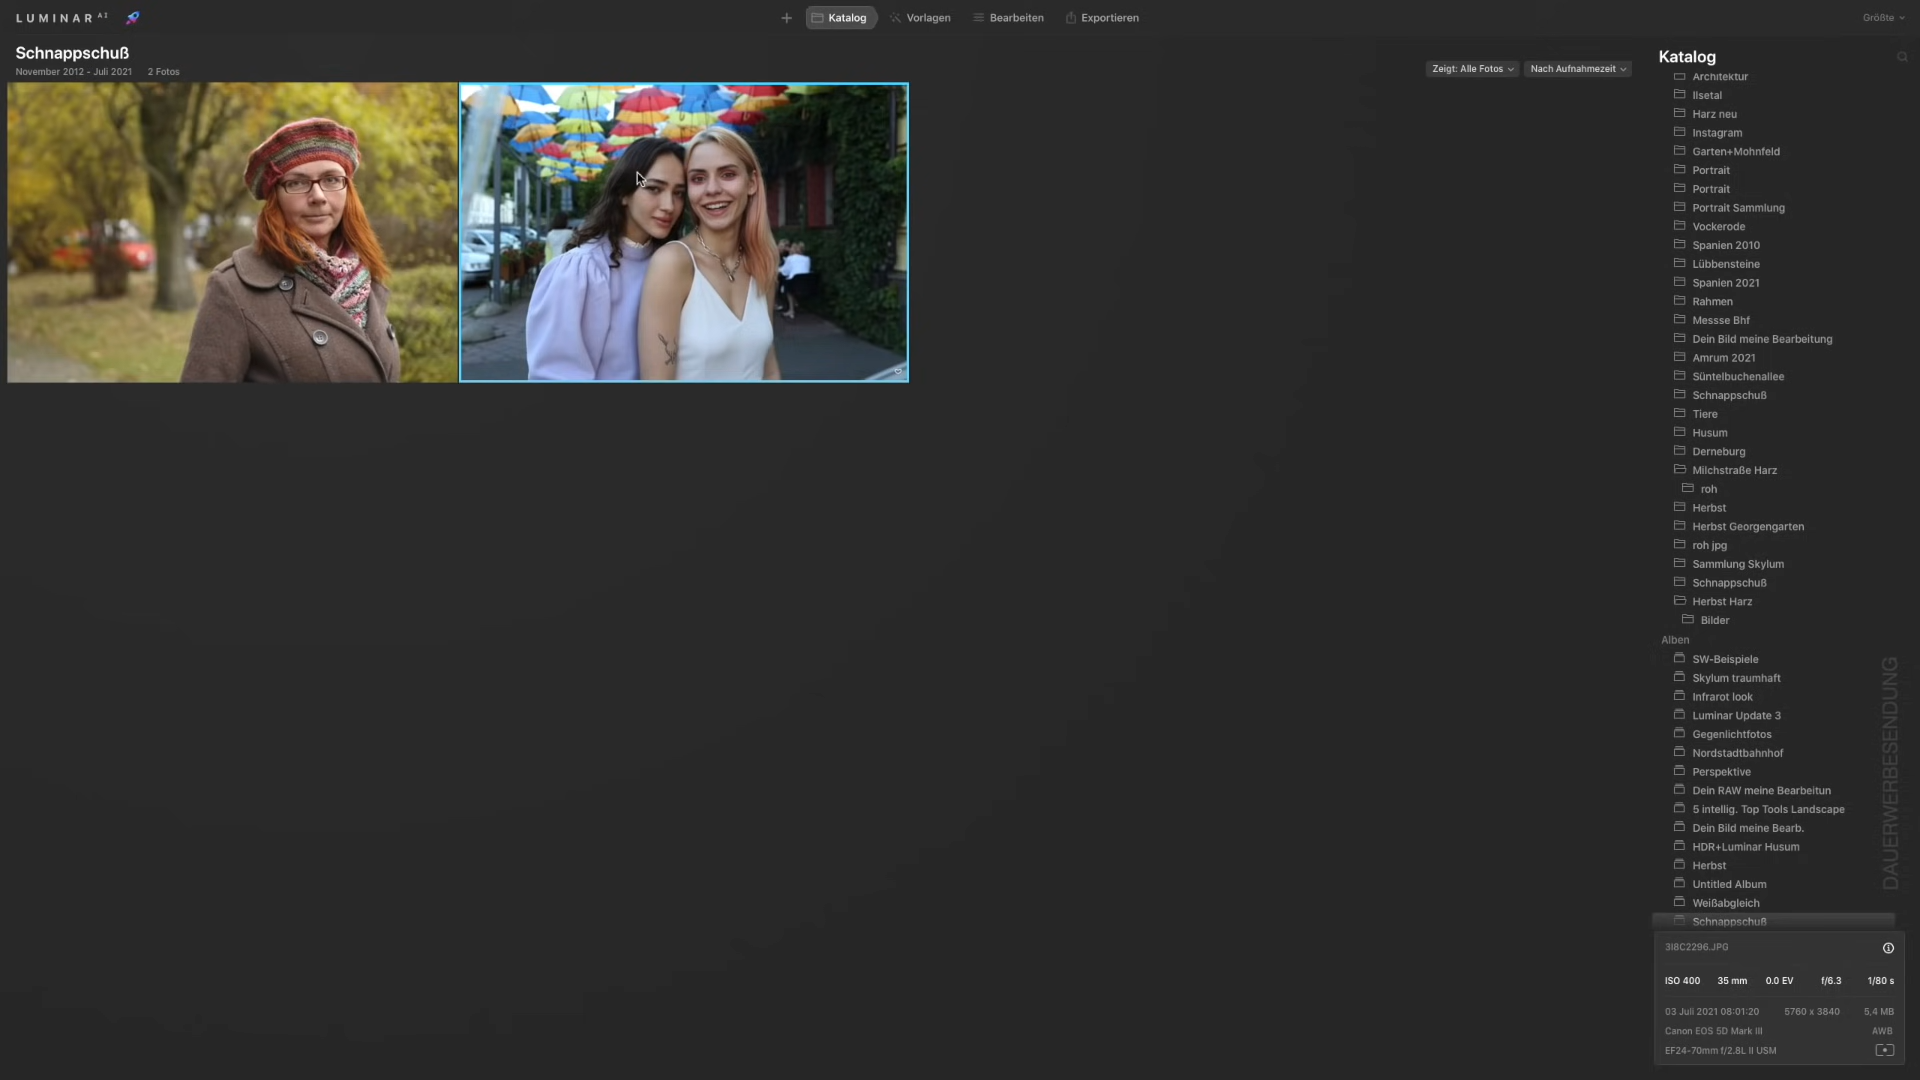 LUMINAR AI
Katalog
Vorlagen
Bearbeiten
Exportieren
Größte
Schnappschuß
November 2012 - Juli 2021 2 Fotos
Zeigt: Alle Fotos
Nach Aufnahmezeit
Katalog
Architektur
Ilsetal
Harz neu
Instagram
Garten+Mohnfeld
Portrait
Portrait
Portrait Sammlung
Vockerode
Spanien 2010
Lübbensteine
Spanien 2021
Rahmen
Messse Bhf
Dein Bild meine Bearbeitung
Amrum 2021
Süntelbuchenallee
Schnappschuß
Tiere
Husum
Derneburg
Milchstraße Harz
roh
Herbst
Herbst Georgengarten
roh jpg
Sammlung Skylum
Schnappschuß
Herbst Harz
Bilder
Alben
SW-Beispiele
Skylum traumhaft
Infrarot look
Luminar Update 3
Gegenlichtfotos
Nordstadtbahnhof
Perspektive
Dein RAW meine Bearbeitun
5 intellig. Top Tools Landscape
Dein Bild meine Bearb.
HDR+Luminar Husum
Herbst
Untitled Album
Weißabgleich
Schnappschuß
DAUERWERBESENDUNG
3I8C2296.JPG
ISO 400 35 mm 0.0 EV f/6.3 1/80 s
03 Juli 2021 08:01:20 5760 x 3840 5,4 MB
Canon EOS 5D Mark III AWB
EF24-70mm f/2.8L II USM